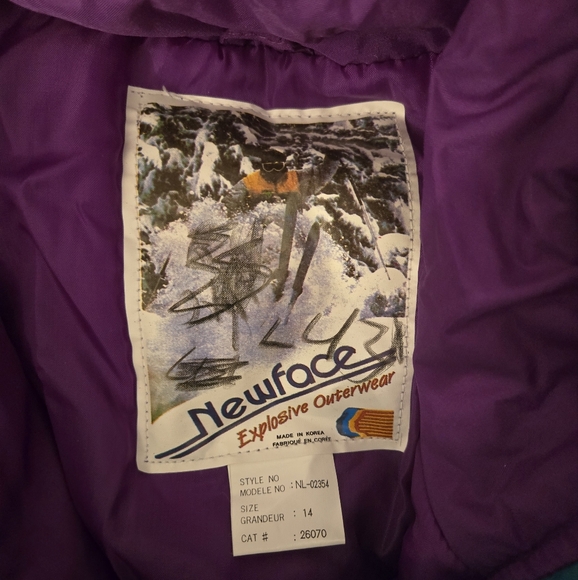 Newface
Explosive Outerwear
MADE IN KOREA
FABRIQUÉ EN CORÉE
STYLE NO
MODELE NO : NL-02354
SIZE
GRANDEUR : 14
CAT # : 26070